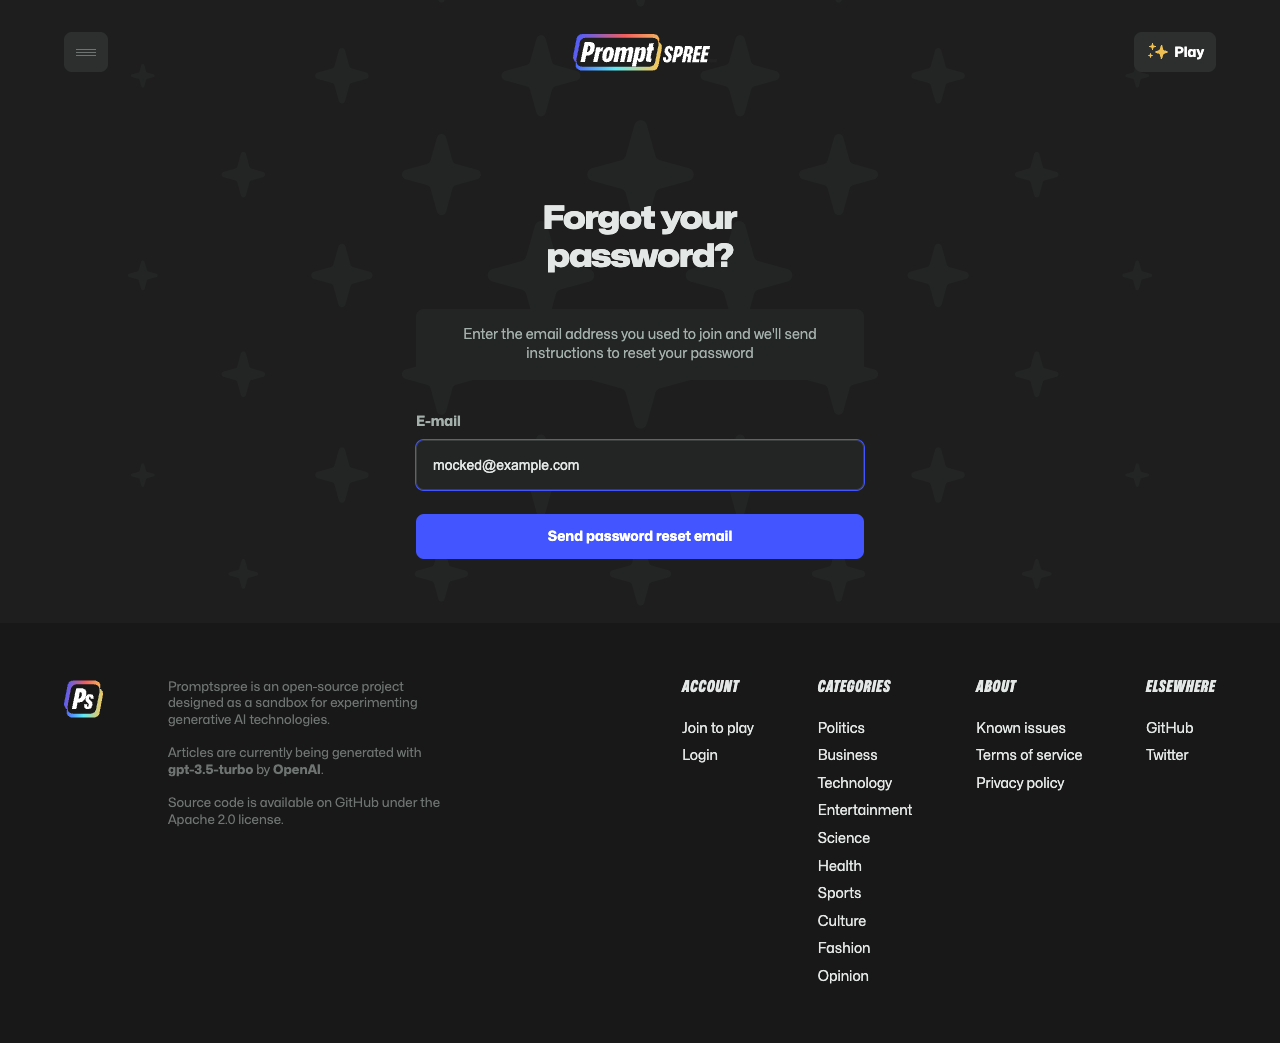 Prompt SPREE
Play
Forgot your
password?
Enter the email address you used to join and we'll send
instructions to reset your password
E-mail
mocked@example.com
Send password reset email
Ps
Promptspree is an open-source project
designed as a sandbox for experimenting
generative AI technologies.
Articles are currently being generated with
gpt-3.5-turbo by OpenAI.
Source code is available on GitHub under the
Apache 2.0 license.
ACCOUNT
Join to play
Login
CATEGORIES
Politics
Business
Technology
Entertainment
Science
Health
Sports
Culture
Fashion
Opinion
ABOUT
Known issues
Terms of service
Privacy policy
ELSEWHERE
GitHub
Twitter